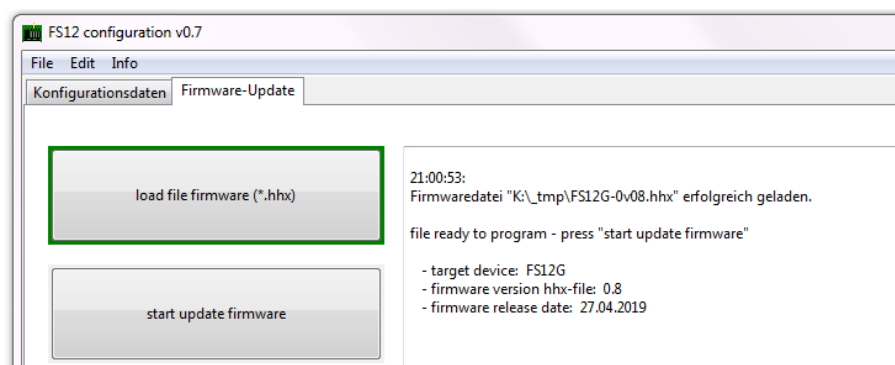 FS12 configuration v0.7
File Edit Info
Konfigurationsdaten Firmware-Update
load file firmware (*.hhx)
21:00:53:
Firmwaredatei "K:\_tmp\FS12G-0v08.hhx" erfolgreich geladen.
file ready to program - press "start update firmware"
- target device: FS12G
- firmware version hhx-file: 0.8
- firmware release date: 27.04.2019
start update firmware